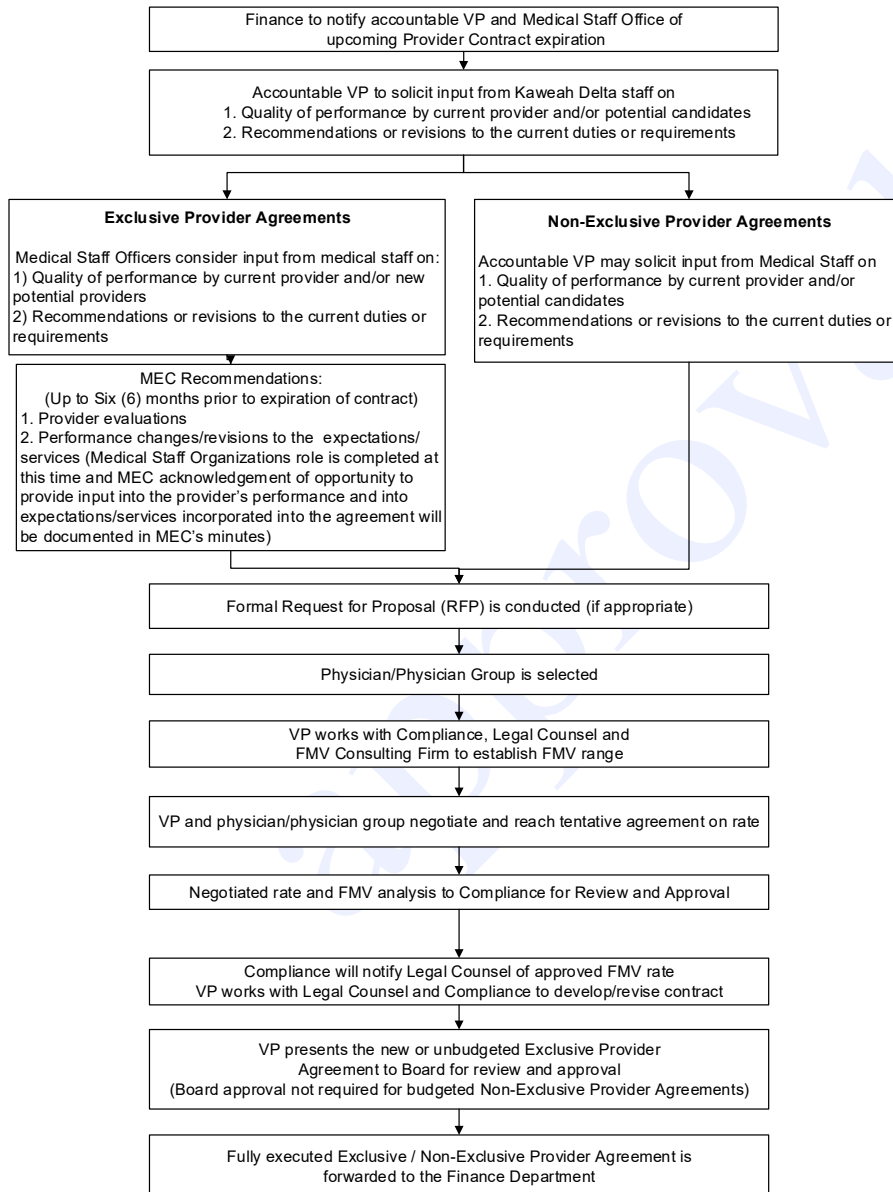 Finance to notify accountable VP and Medical Staff Office of
upcoming Provider Contract expiration
Accountable VP to solicit input from Kaweah Delta staff on
1. Quality of performance by current provider and/or potential candidates
2. Recommendations or revisions to the current duties or requirements
Exclusive Provider Agreements
Medical Staff Officers consider input from medical staff on:
1) Quality of performance by current provider and/or new
potential providers
2) Recommendations or revisions to the current duties or
requirements
Non-Exclusive Provider Agreements
Accountable VP may solicit input from Medical Staff on
1. Quality of performance by current provider and/or
potential candidates
2. Recommendations or revisions to the current duties or
requirements
MEC Recommendations:
(Up to Six (6) months prior to expiration of contract)
1. Provider evaluations
2. Performance changes/revisions to the expectations/
services (Medical Staff Organizations role is completed at
this time and MEC acknowledgement of opportunity to
provide input into the provider's performance and into
expectations/services incorporated into the agreement will
be documented in MEC's minutes)
Formal Request for Proposal (RFP) is conducted (if appropriate)
Physician/Physician Group is selected
VP works with Compliance, Legal Counsel and
FMV Consulting Firm to establish FMV range
VP and physician/physician group negotiate and reach tentative agreement on rate
Negotiated rate and FMV analysis to Compliance for Review and Approval
Compliance will notify Legal Counsel of approved FMV rate
VP works with Legal Counsel and Compliance to develop/revise contract
VP presents the new or unbudgeted Exclusive Provider
Agreement to Board for review and approval
(Board approval not required for budgeted Non-Exclusive Provider Agreements)
Fully executed Exclusive / Non-Exclusive Provider Agreement is
forwarded to the Finance Department